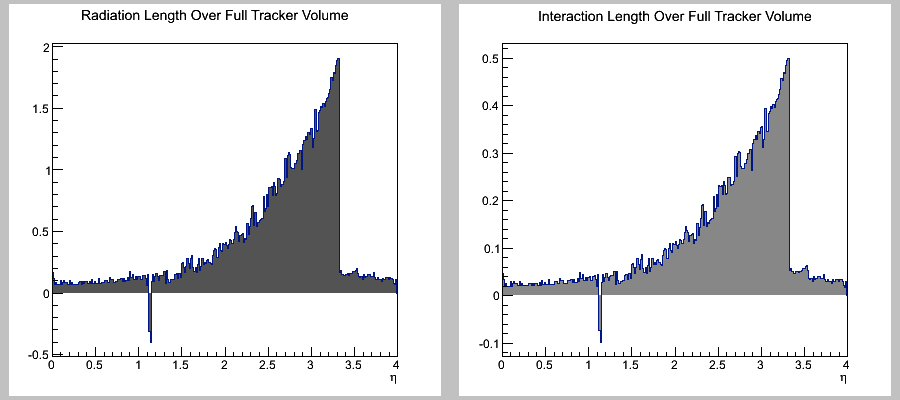 Radiation Length Over Full Tracker Volume
2
1.5
1
0.5
0
-0.5
0 0.5 1 1.5 2 2.5 3 3.5 4
η
Interaction Length Over Full Tracker Volume
0.5
0.4
0.3
0.2
0.1
0
-0.1
0 0.5 1 1.5 2 2.5 3 3.5 4
η